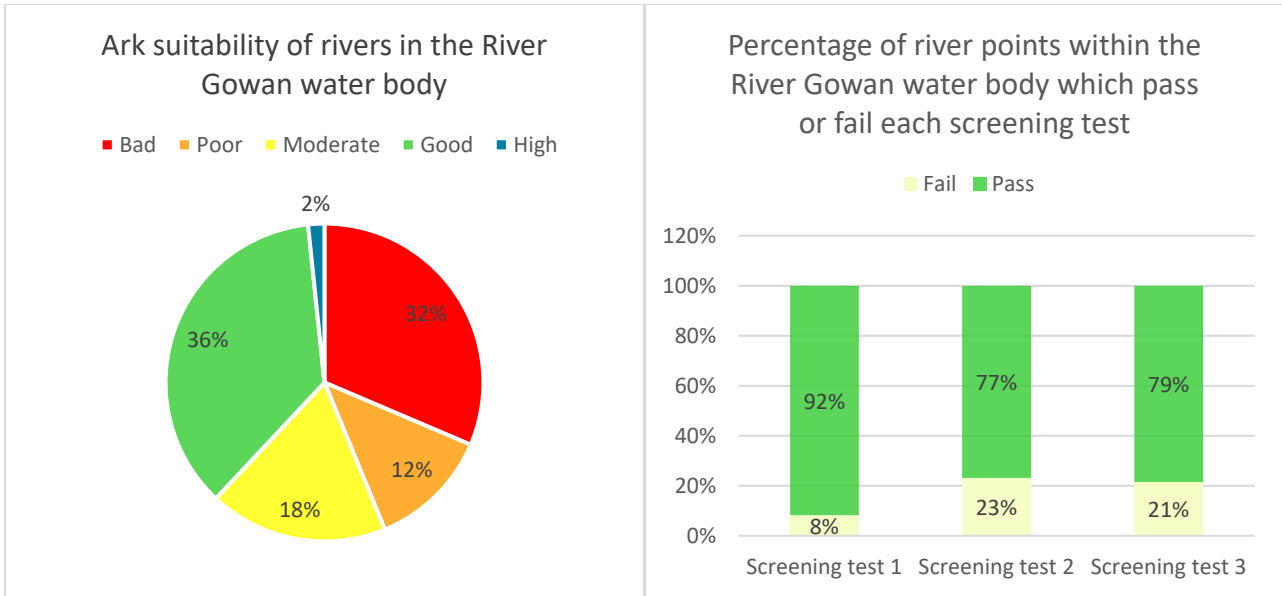 Ark suitability of rivers in the River
Gowan water body
Bad Poor Moderate Good High
2%
32%
36%
12%
18%
Percentage of river points within the
River Gowan water body which pass
or fail each screening test
Fail Pass
120%
100%
80%
60%
40%
20%
0%
92%
77%
79%
8%
23%
21%
Screening test 1 Screening test 2 Screening test 3